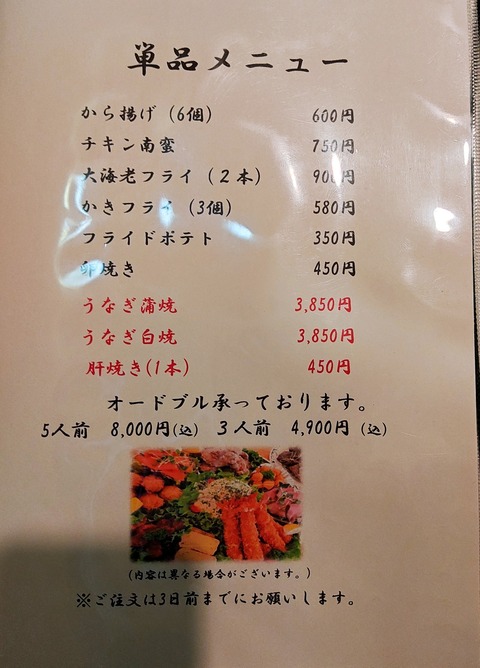 単品メニュー
から揚げ（6個） 600円
チキン南蛮 750円
大海老フライ（２本） 900円
かきフライ（3個） 580円
フライドポテト 350円
卵焼き 450円
うなぎ蒲焼 3,850円
うなぎ白焼 3,850円
肝焼き(1本) 450円
オードブル承っております。
5人前 8,000円(込) ３人前 4,900円（込）
（内容は異なる場合がございます。）
※ご注文は3日前までにお願いします。